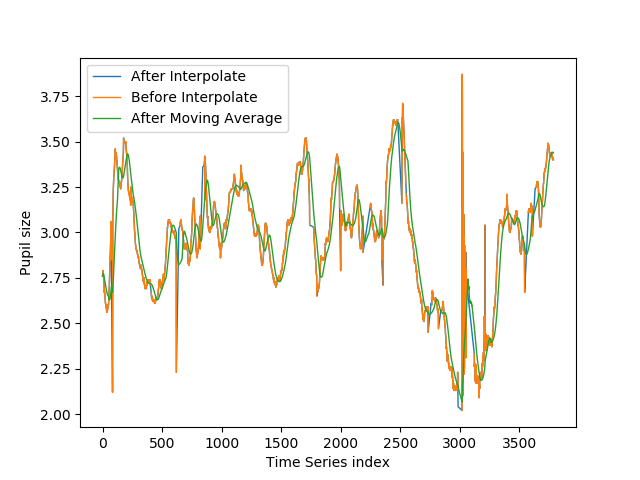 After Interpolate
Before Interpolate
After Moving Average
3.75
3.50
3.25
3.00
2.75
2.50
2.25
2.00
Pupil size
0 500 1000 1500 2000 2500 3000 3500
Time Series index